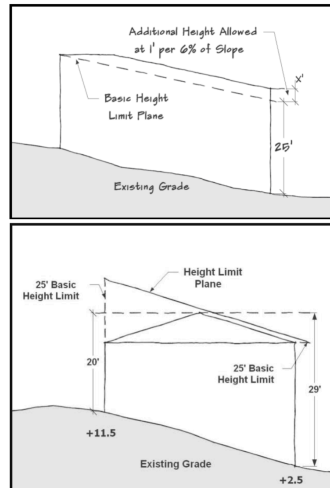 Additional Height Allowed
at 1' per 6% of Slope
x'
Basic Height
Limit Plane
25'
Existing Grade
Height Limit
Plane
25' Basic
Height Limit
20'
25' Basic
Height Limit
29'
+11.5
+2.5
Existing Grade